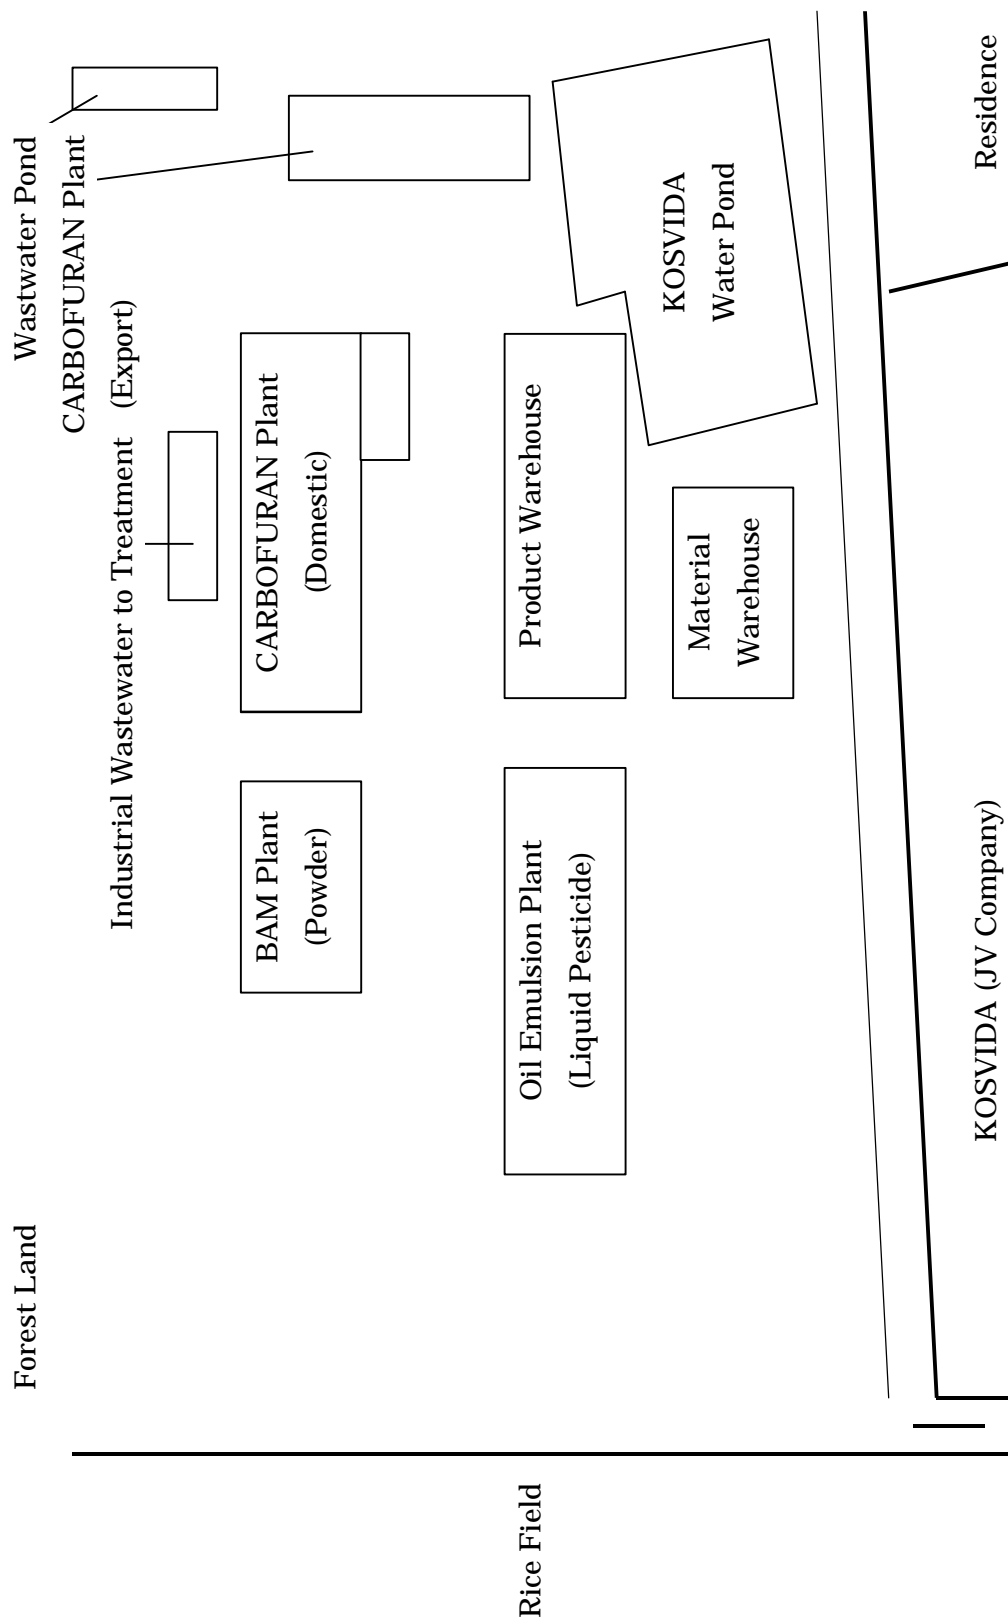 Forest Land
Wastwater Pond
CARBOFURAN Plant
(Export)
Industrial Wastewater to Treatment
BAM Plant
(Powder)
CARBOFURAN Plant
(Domestic)
Rice Field
Oil Emulsion Plant
(Liquid Pesticide)
Product Warehouse
KOSVIDA
Water Pond
Material
Warehouse
KOSVIDA (JV Company)
Residence